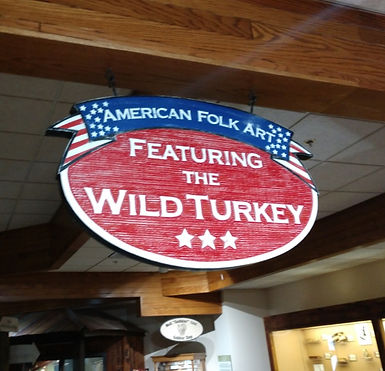 AMERICAN FOLK ART
FEATURING
THE
WILD TURKEY